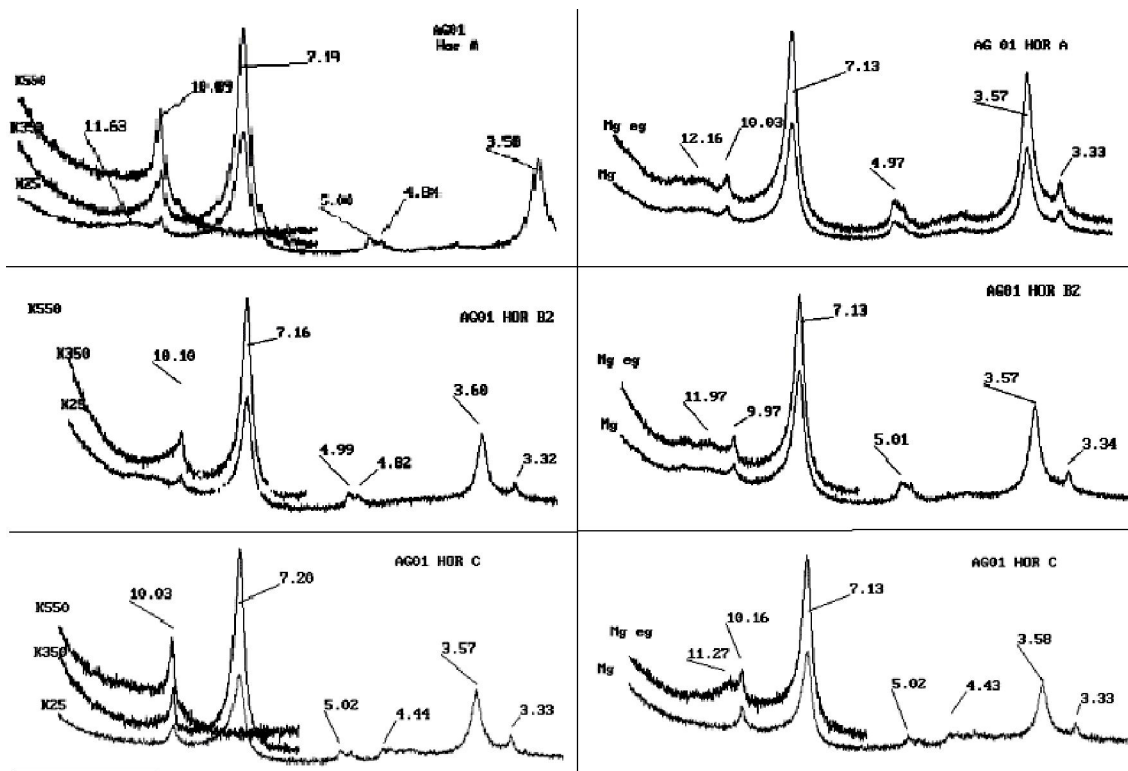 AG01
Hor A
7.19
10.09
K550
11.63
K350
K25
3.58
5.00
4.84
AG 01 HOR A
7.13
3.57
Mg eg
12.16
10.03
4.97
3.33
Mg
K550
AG01 HOR B2
7.16
10.10
K350
K25
3.60
4.99
4.82
3.32
AG01 HOR B2
7.13
Mg eg
11.97
9.97
3.57
Mg
5.01
3.34
AG01 HOR C
10.03
7.20
K550
K350
3.57
K25
5.02
4.44
3.33
AG01 HOR C
7.13
10.16
Mg eg
11.27
3.58
Mg
5.02
4.43
3.33